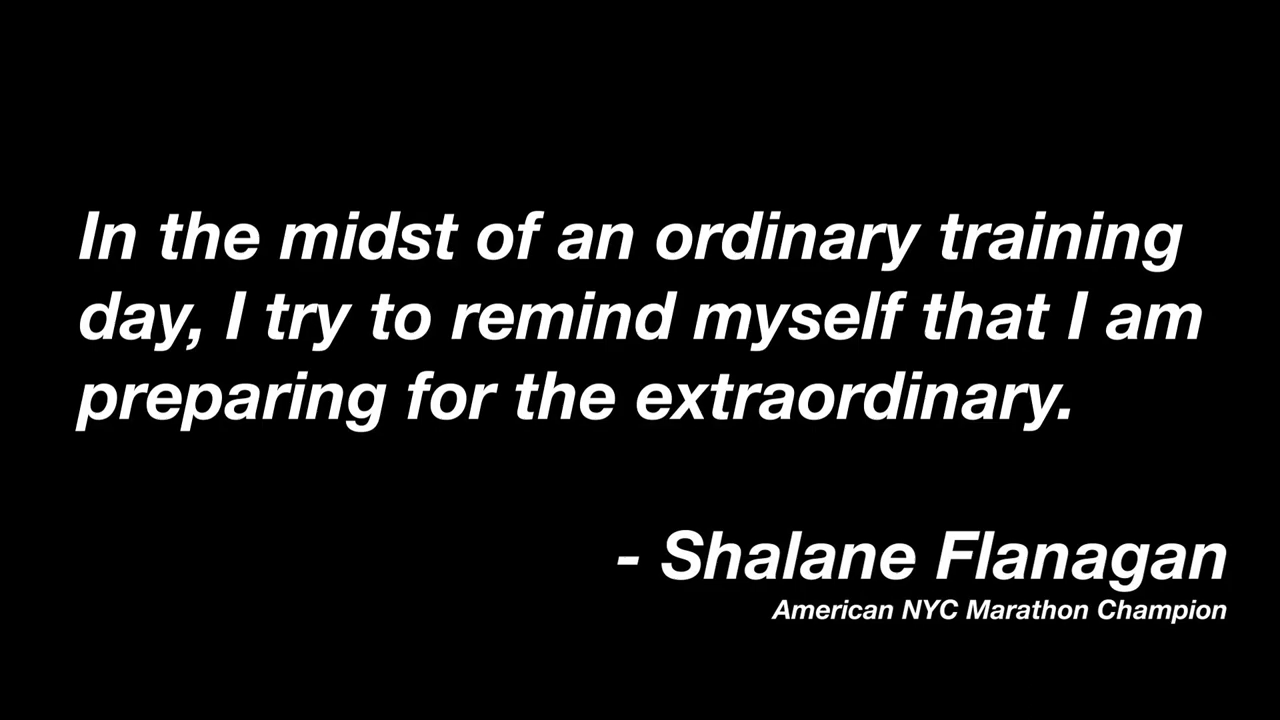 In the midst of an ordinary training
day, I try to remind myself that I am
preparing for the extraordinary.
- Shalane Flanagan
American NYC Marathon Champion